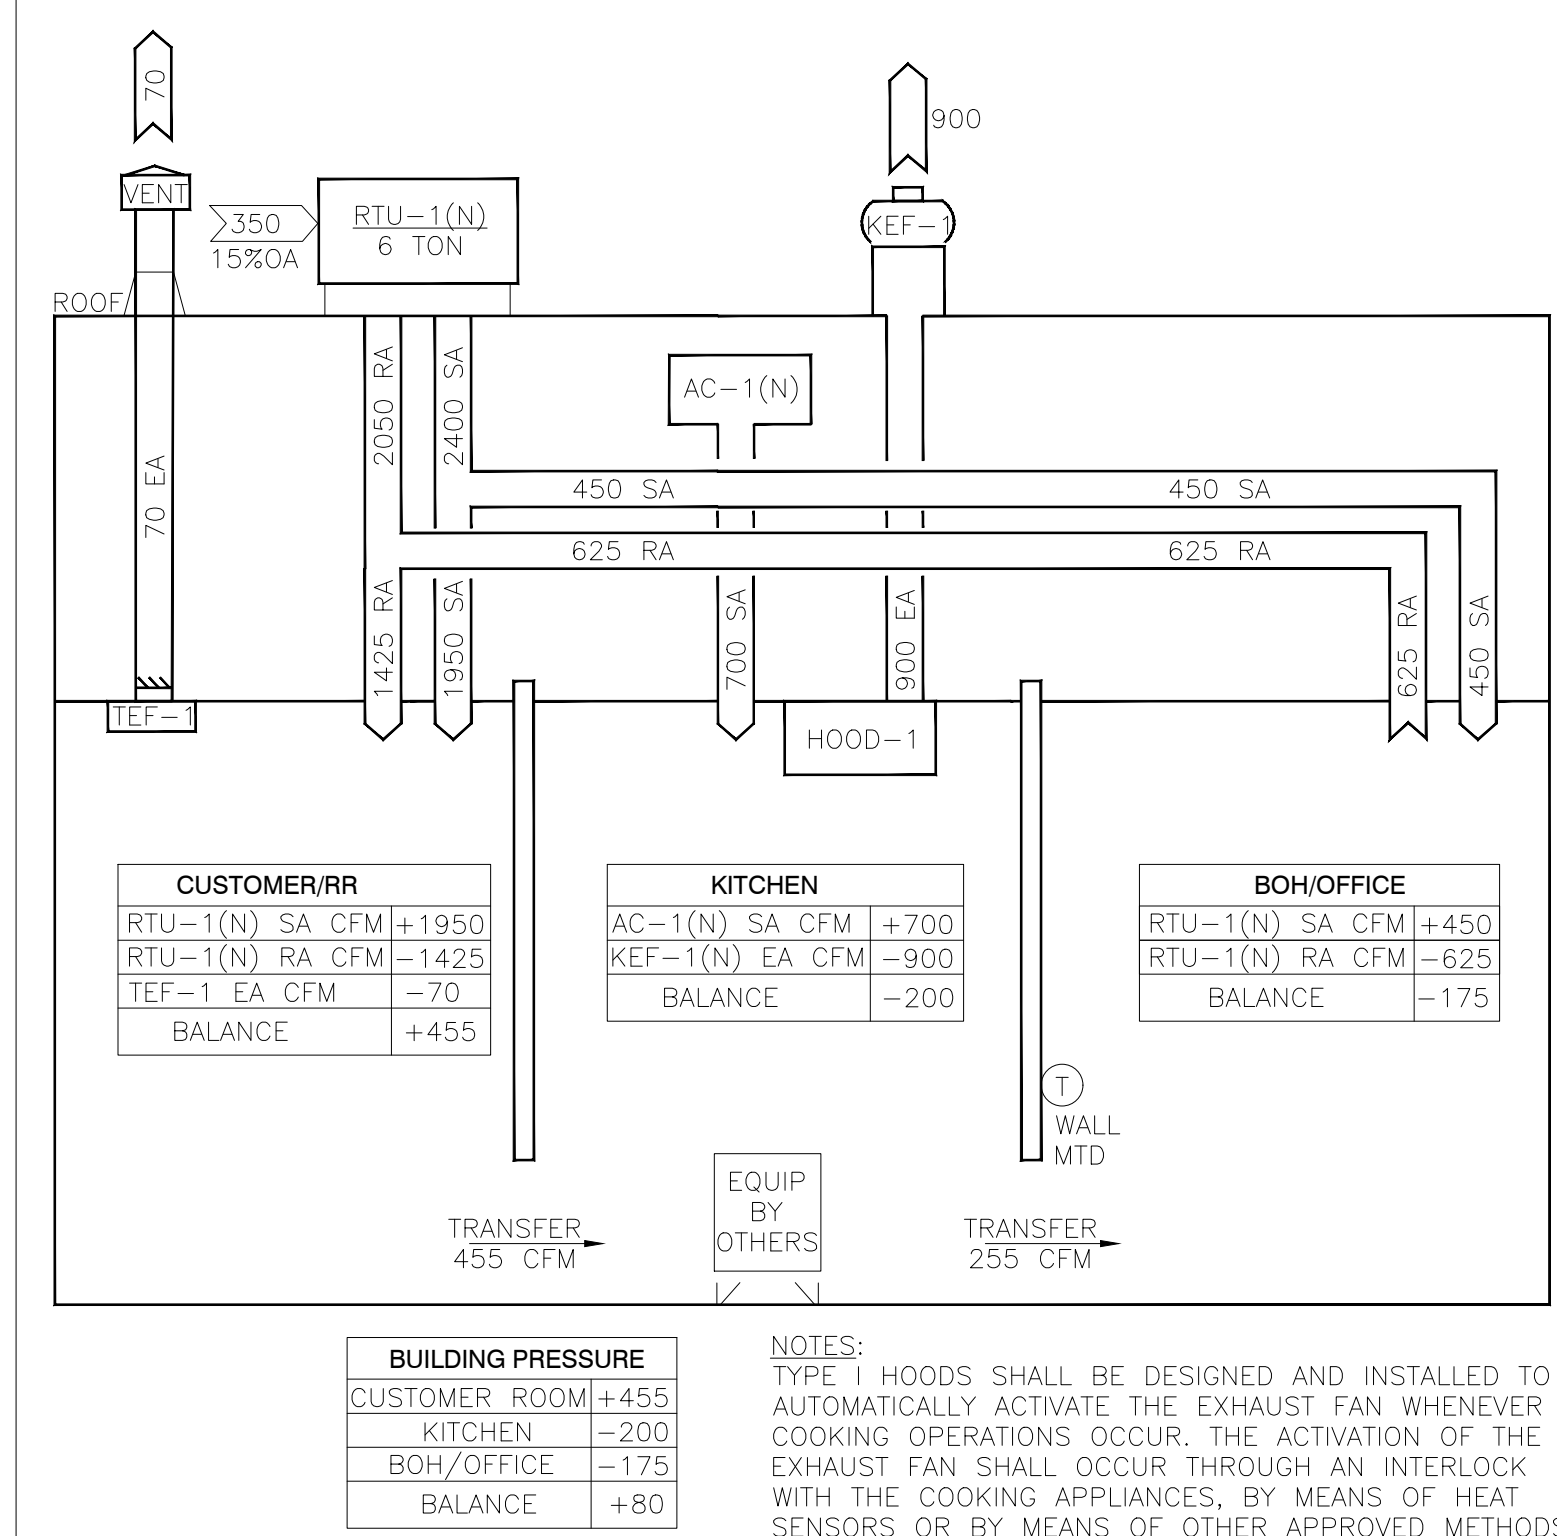 70
900
VENT
350
15%OA
RTU-1(N)
6 TON
KEF-1
ROOF
2050 RA
2400 SA
AC-1(N)
70 EA
450 SA
450 SA
625 RA
625 RA
1425 RA
1950 SA
700 SA
900 EA
625 RA
450 SA
TEF-1
HOOD-1
CUSTOMER/RR
RTU-1(N) SA CFM +1950
RTU-1(N) RA CFM -1425
TEF-1 EA CFM -70
BALANCE +455
KITCHEN
AC-1(N) SA CFM +700
KEF-1(N) EA CFM -900
BALANCE -200
BOH/OFFICE
RTU-1(N) SA CFM +450
RTU-1(N) RA CFM -625
BALANCE -175
T
WALL
MTD
TRANSFER
455 CFM
EQUIP
BY
OTHERS
TRANSFER
255 CFM
BUILDING PRESSURE
CUSTOMER ROOM +455
KITCHEN -200
BOH/OFFICE -175
BALANCE +80
NOTES:
TYPE I HOODS SHALL BE DESIGNED AND INSTALLED TO
AUTOMATICALLY ACTIVATE THE EXHAUST FAN WHENEVER
COOKING OPERATIONS OCCUR. THE ACTIVATION OF THE
EXHAUST FAN SHALL OCCUR THROUGH AN INTERLOCK
WITH THE COOKING APPLIANCES, BY MEANS OF HEAT
SENSORS OR BY MEANS OF OTHER APPROVED METHODS